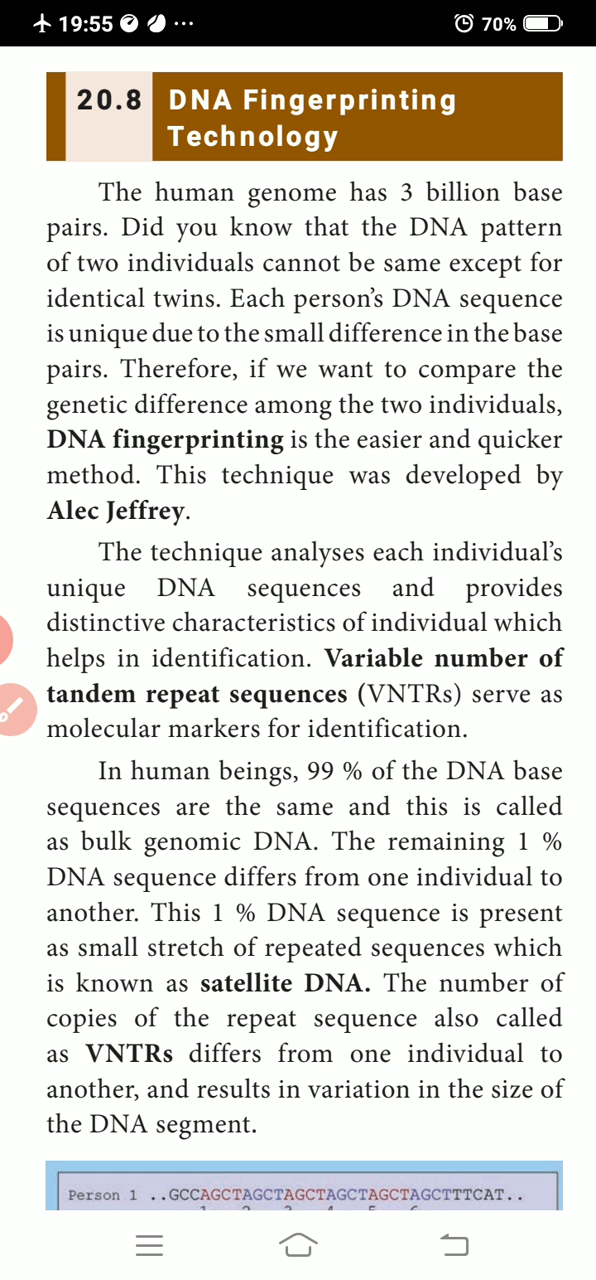 19:55 ... 70%
20.8 DNA Fingerprinting
Technology
The human genome has 3 billion base
pairs. Did you know that the DNA pattern
of two individuals cannot be same except for
identical twins. Each person’s DNA sequence
is unique due to the small difference in the base
pairs. Therefore, if we want to compare the
genetic difference among the two individuals,
DNA fingerprinting is the easier and quicker
method. This technique was developed by
Alec Jeffrey.
The technique analyses each individual’s
unique DNA sequences and provides
distinctive characteristics of individual which
helps in identification. Variable number of
tandem repeat sequences (VNTRs) serve as
molecular markers for identification.
In human beings, 99 % of the DNA base
sequences are the same and this is called
as bulk genomic DNA. The remaining 1 %
DNA sequence differs from one individual to
another. This 1 % DNA sequence is present
as small stretch of repeated sequences which
is known as satellite DNA. The number of
copies of the repeat sequence also called
as VNTRs differs from one individual to
another, and results in variation in the size of
the DNA segment.
Person 1 ..GCCAGCTAGCTAGCTAGCTAGCTAGCTTTCAT..